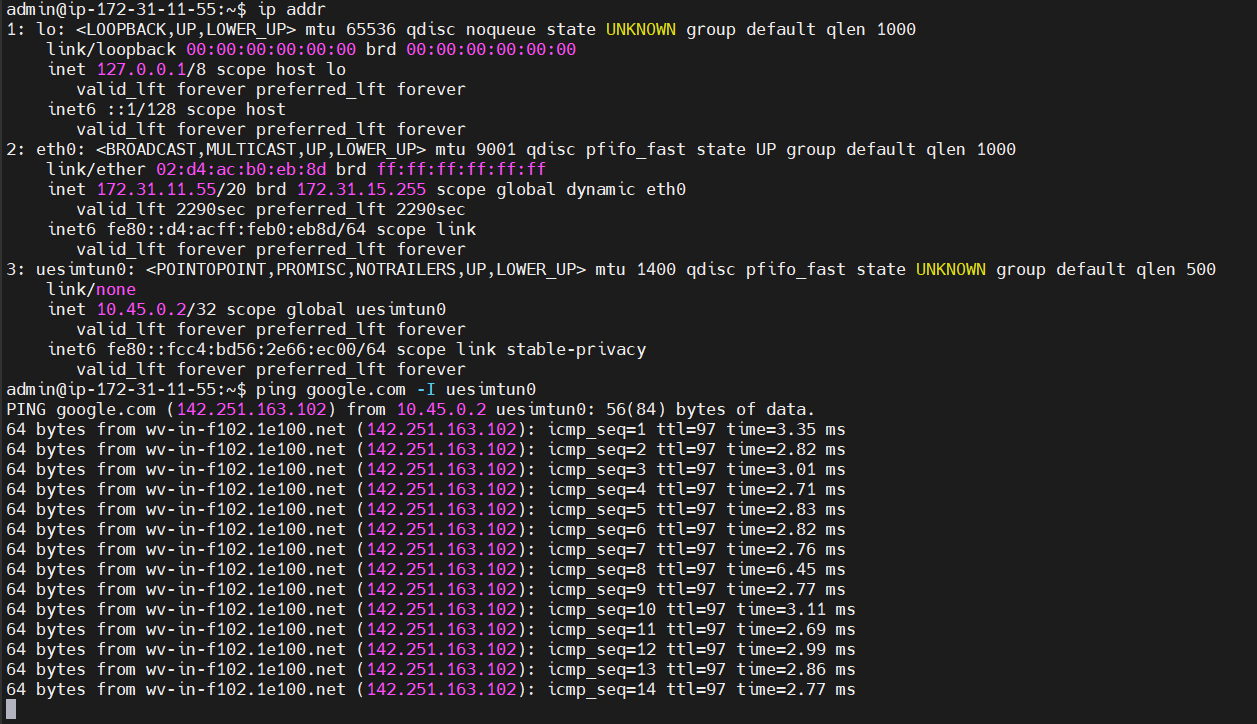 admin@ip-172-31-11-55:~$ ip addr
1: lo: <LOOPBACK,UP,LOWER_UP> mtu 65536 qdisc noqueue state UNKNOWN group default qlen 1000
    link/loopback 00:00:00:00:00:00 brd 00:00:00:00:00:00
    inet 127.0.0.1/8 scope host lo
       valid_lft forever preferred_lft forever
    inet6 ::1/128 scope host
       valid_lft forever preferred_lft forever
2: eth0: <BROADCAST,MULTICAST,UP,LOWER_UP> mtu 9001 qdisc pfifo_fast state UP group default qlen 1000
    link/ether 02:d4:ac:b0:eb:8d brd ff:ff:ff:ff:ff:ff
    inet 172.31.11.55/20 brd 172.31.15.255 scope global dynamic eth0
       valid_lft 2290sec preferred_lft 2290sec
    inet6 fe80::d4:acff:feb0:eb8d/64 scope link
       valid_lft forever preferred_lft forever
3: uesimtun0: <POINTOPOINT,PROMISC,NOTRAILERS,UP,LOWER_UP> mtu 1400 qdisc pfifo_fast state UNKNOWN group default qlen 500
    link/none
    inet 10.45.0.2/32 scope global uesimtun0
       valid_lft forever preferred_lft forever
    inet6 fe80::fcc4:bd56:2e66:ec00/64 scope link stable-privacy
       valid_lft forever preferred_lft forever
admin@ip-172-31-11-55:~$ ping google.com -I uesimtun0
PING google.com (142.251.163.102) from 10.45.0.2 uesimtun0: 56(84) bytes of data.
64 bytes from wv-in-f102.1e100.net (142.251.163.102): icmp_seq=1 ttl=97 time=3.35 ms
64 bytes from wv-in-f102.1e100.net (142.251.163.102): icmp_seq=2 ttl=97 time=2.82 ms
64 bytes from wv-in-f102.1e100.net (142.251.163.102): icmp_seq=3 ttl=97 time=3.01 ms
64 bytes from wv-in-f102.1e100.net (142.251.163.102): icmp_seq=4 ttl=97 time=2.71 ms
64 bytes from wv-in-f102.1e100.net (142.251.163.102): icmp_seq=5 ttl=97 time=2.83 ms
64 bytes from wv-in-f102.1e100.net (142.251.163.102): icmp_seq=6 ttl=97 time=2.82 ms
64 bytes from wv-in-f102.1e100.net (142.251.163.102): icmp_seq=7 ttl=97 time=2.76 ms
64 bytes from wv-in-f102.1e100.net (142.251.163.102): icmp_seq=8 ttl=97 time=6.45 ms
64 bytes from wv-in-f102.1e100.net (142.251.163.102): icmp_seq=9 ttl=97 time=2.77 ms
64 bytes from wv-in-f102.1e100.net (142.251.163.102): icmp_seq=10 ttl=97 time=3.11 ms
64 bytes from wv-in-f102.1e100.net (142.251.163.102): icmp_seq=11 ttl=97 time=2.69 ms
64 bytes from wv-in-f102.1e100.net (142.251.163.102): icmp_seq=12 ttl=97 time=2.99 ms
64 bytes from wv-in-f102.1e100.net (142.251.163.102): icmp_seq=13 ttl=97 time=2.86 ms
64 bytes from wv-in-f102.1e100.net (142.251.163.102): icmp_seq=14 ttl=97 time=2.77 ms